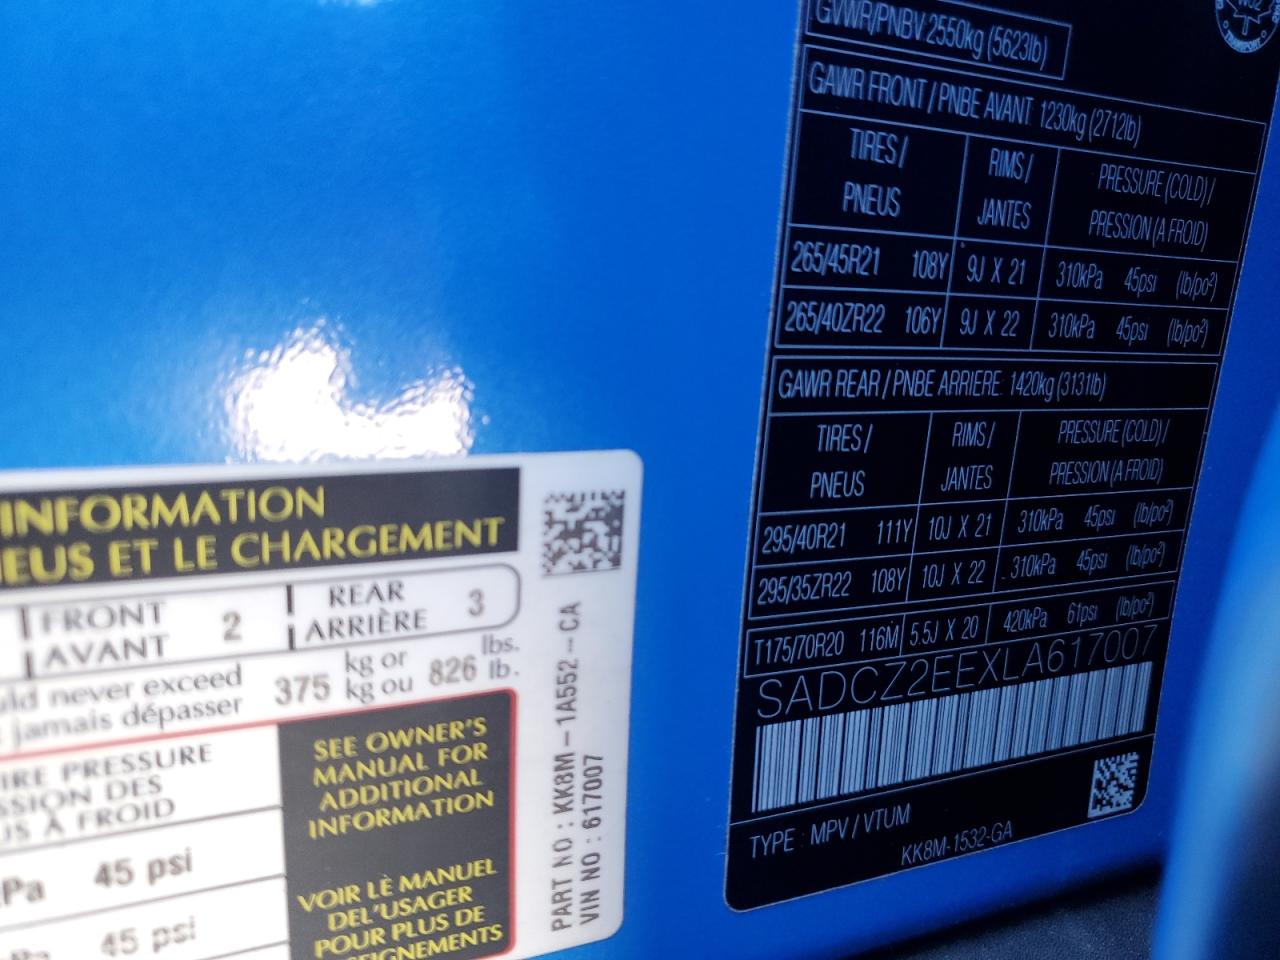 INFORMATION
ET LE CHARGEMENT
FRONT
AVANT
2
REAR
ARRIÈRE
3
never exceed
jamais dépasser
375
kg or
kg ou
826
lbs.
lb.
PRESSURE
DES
À FROID
45 psi
45 psi
SEE OWNER'S
MANUAL FOR
ADDITIONAL
INFORMATION
VOIR LE MANUEL
DE L'USAGER
POUR PLUS DE
PART NO : KK8M - 1A552 - CA
VIN NO : 617007
GVWR/PNBV 2550kg (5623lb)
TRANSPORT
GAWR FRONT / PNBE AVANT 1230kg (2712lb)
TIRES /
PNEUS
RIMS /
JANTES
PRESSURE (COLD) /
PRESSION (A FROID)
265/45R21 108Y 9J X 21 310kPa 45psi (lb/po²)
265/40ZR22 106Y 9J X 22 310kPa 45psi (lb/po²)
GAWR REAR / PNBE ARRIERE 1420kg (3131lb)
TIRES /
PNEUS
RIMS /
JANTES
PRESSURE (COLD) /
PRESSION (A FROID)
295/40R21 111Y 10J X 21 310kPa 45psi (lb/po²)
295/35ZR22 108Y 10J X 22 310kPa 45psi (lb/po²)
T175/70R20 116M 5.5J X 20 420kPa 61psi (lb/po²)
SADCZ2EEXLA617007
TYPE : MPV / VTUM
KK8M-1532-GA